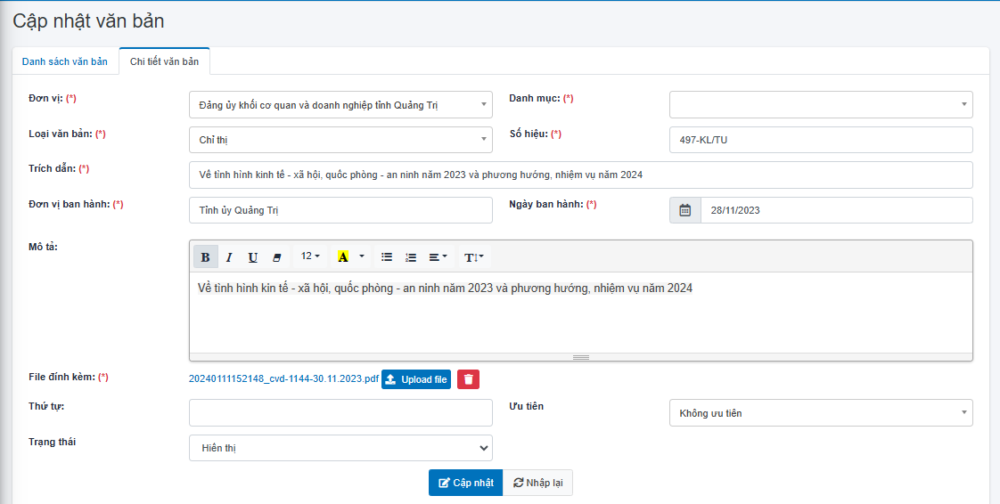 Cập nhật văn bản
Danh sách văn bản
Chi tiết văn bản
Đơn vị: (*)
Đảng ủy khối cơ quan và doanh nghiệp tỉnh Quảng Trị
Danh mục: (*)
Loại văn bản: (*)
Chỉ thị
Số hiệu: (*)
497-KL/TU
Trích dẫn: (*)
Về tình hình kinh tế - xã hội, quốc phòng - an ninh năm 2023 và phương hướng, nhiệm vụ năm 2024
Đơn vị ban hành: (*)
Tỉnh ủy Quảng Trị
Ngày ban hành: (*)
28/11/2023
Mô tả:
B I U 12 A T
Về tình hình kin tế - xã hội, quốc phòng - an ninh năm 2023 và phương hướng, nhiệm vụ năm 2024
File đính kèm: (*)
20240111152148_cvd-1144-30.11.2023.pdf
Upload file
Thứ tự:
Ưu tiên
Không ưu tiên
Trạng thái
Hiển thị
Cập nhật
Nhập lại